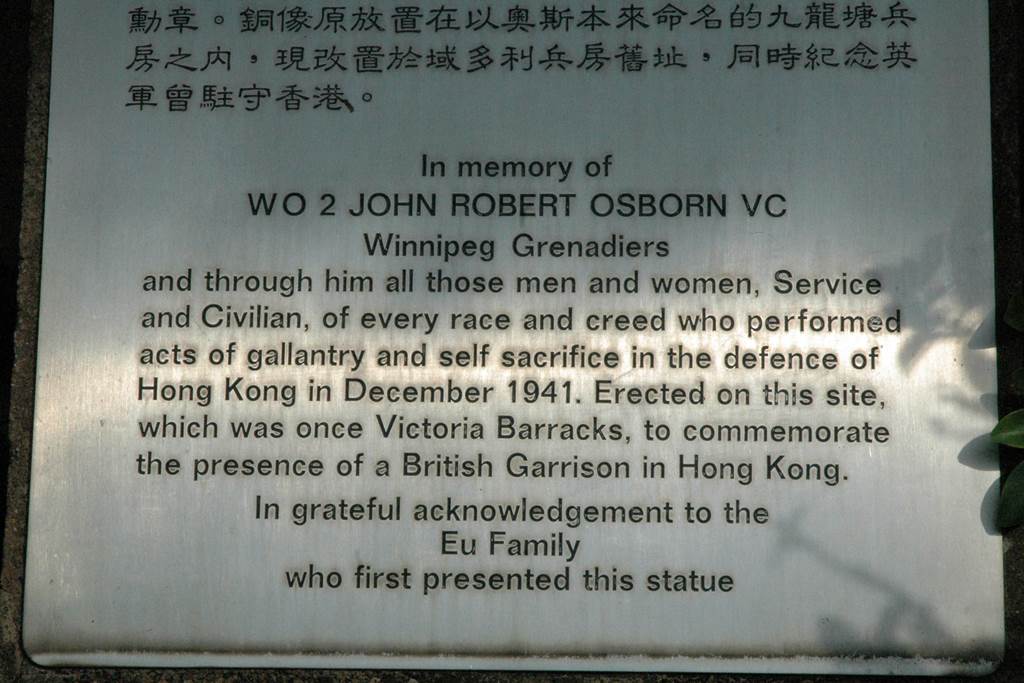 勳章。銅像原放置在以奥斯本來命名的九龍塘兵
房之内,現改置於域多利兵房舊址,同時紀念英
軍曾駐守香港。
In memory of
WO 2 JOHN ROBERT OSBORN VC
Winnipeg Grenadiers
and through him all those men and women, Service
and Civilian, of every race and creed who performed
acts of gallantry and self sacrifice in the defence of
Hong Kong in December 1941. Erected on this site,
which was once Victoria Barracks, to commemorate
the presence of a British Garrison in Hong Kong.
In grateful acknowledgement to the
Eu Family
who first presented this statue